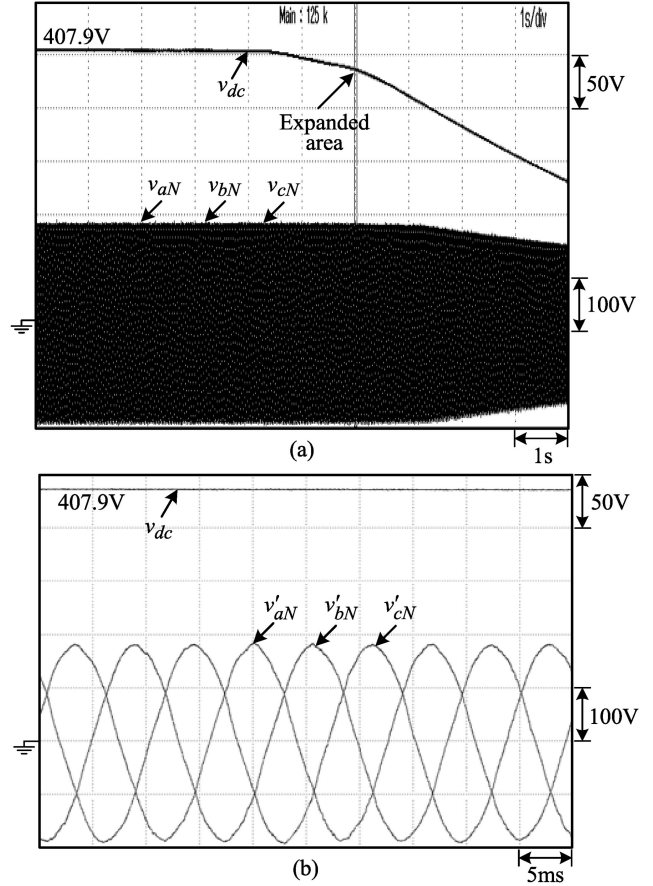 Main : 125 k
1s/div
407.9V
v_dc
50V
Expanded
area
v_aN v_bN v_cN
100V
1s
(a)
407.9V
v_dc
50V
v'_aN v'_bN v'_cN
100V
5ms
(b)